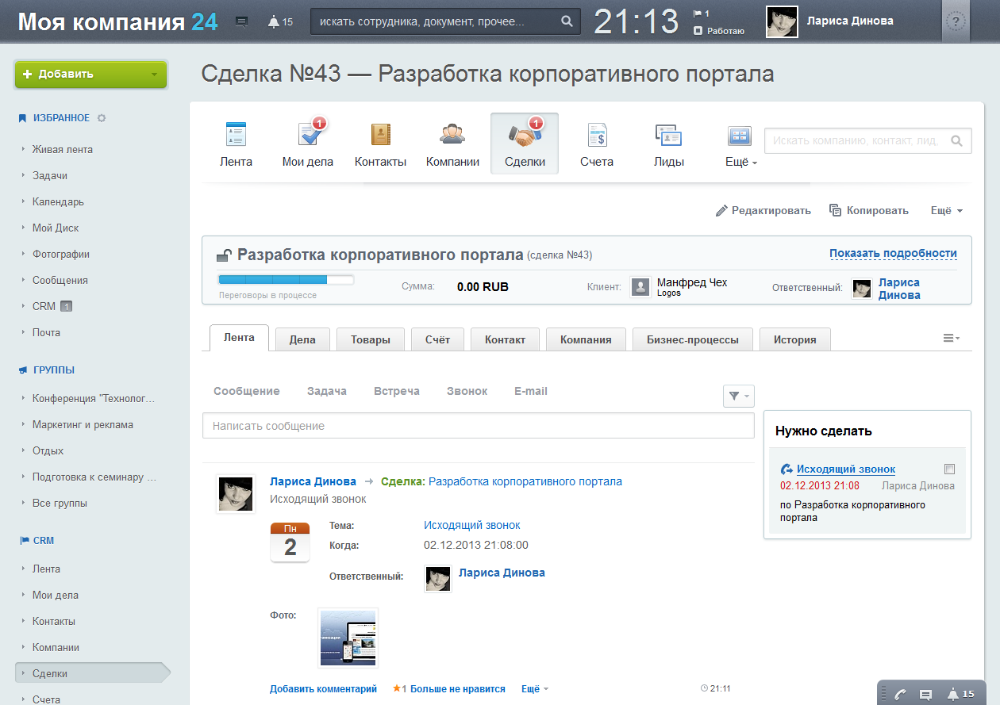 Моя компания 24
15
искать сотрудника, документ, прочее...
21:13
1
Работаю
Лариса Динова
?
Добавить
Сделка №43 — Разработка корпоративного портала
ИЗБРАННОЕ
Живая лента
Задачи
Календарь
Мой Диск
Фотографии
Сообщения
CRM 1
Почта
ГРУППЫ
Конференция "Технолог...
Маркетинг и реклама
Отдых
Подготовка к семинару ...
Все группы
CRM
Лента
Мои дела
Контакты
Компании
Сделки
Счета
1
1
Лента
Мои дела
Контакты
Компании
Сделки
Счета
Лиды
Ещё
Искать компанию, контакт, лид,
Редактировать
Копировать
Ещё
Разработка корпоративного портала (сделка №43)
Показать подробности
Переговоры в процессе
Сумма:
0.00 RUB
Клиент:
Манфред Чех
Logos
Ответственный:
Лариса
Динова
Лента
Дела
Товары
Счёт
Контакт
Компания
Бизнес-процессы
История
Сообщение
Задача
Встреча
Звонок
E-mail
Написать сообщение
Лариса Динова
Сделка: Разработка корпоративного портала
Исходящий звонок
Пн
2
Тема:
Исходящий звонок
Когда:
02.12.2013 21:08:00
Ответственный:
Лариса Динова
Фото:
Добавить комментарий
1 Больше не нравится
Ещё
21:11
Нужно сделать
Исходящий звонок
02.12.2013 21:08
Лариса Динова
по Разработка корпоративного
портала
15